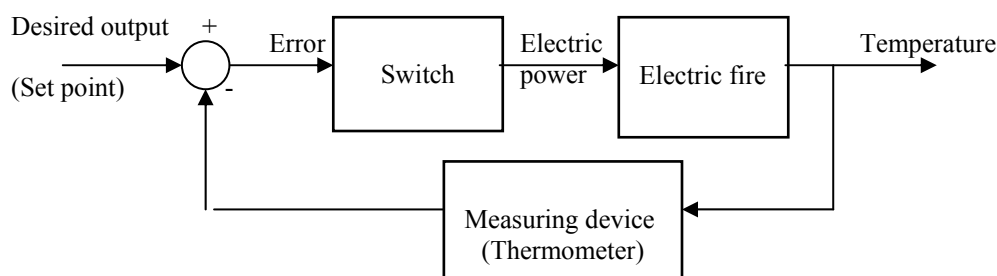 Desired output
(Set point)
+
-
Error
Switch
Electric
power
Electric fire
Temperature
Measuring device
(Thermometer)